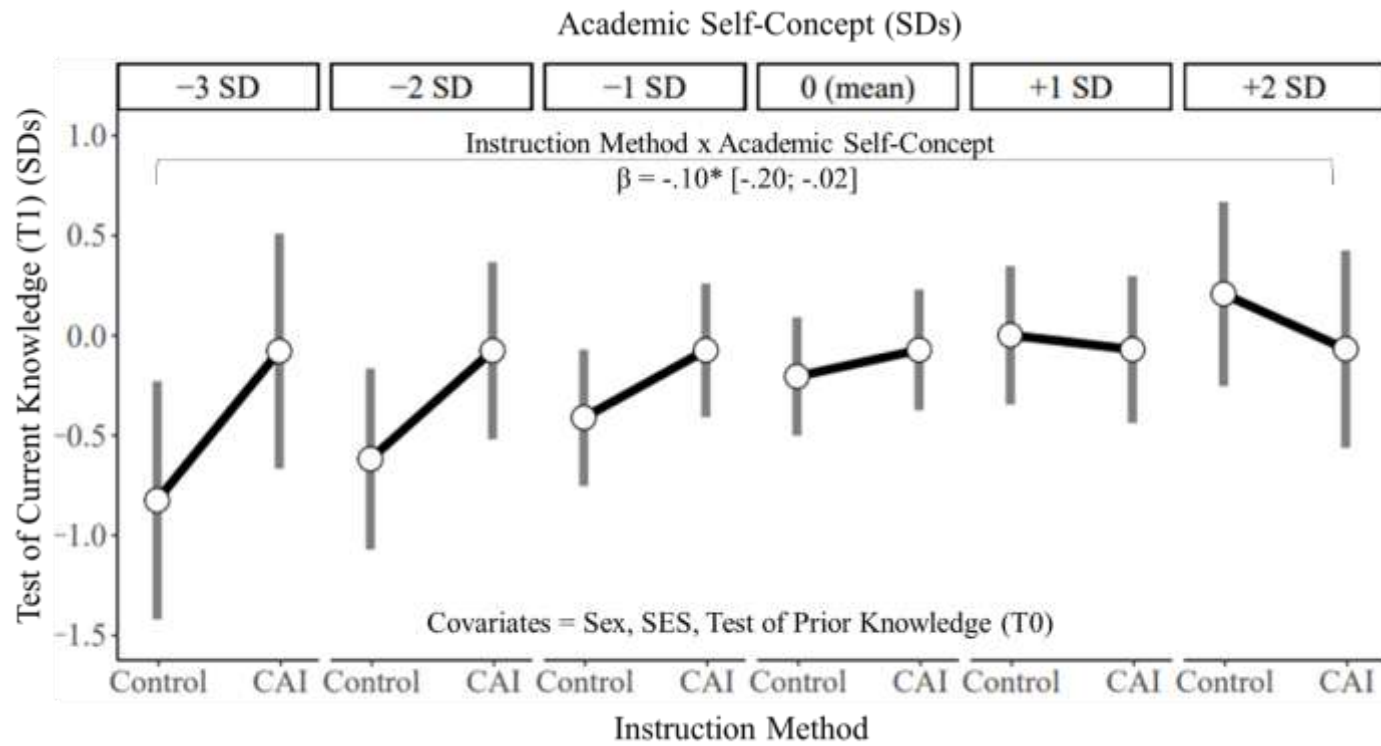 Academic Self-Concept (SDs)
−3 SD
−2 SD
−1 SD
0 (mean)
+1 SD
+2 SD
Test of Current Knowledge (T1) (SDs)
1.0
0.5
0.0
−0.5
−1.0
−1.5
Instruction Method x Academic Self-Concept
β = -.10* [-.20; -.02]
Covariates = Sex, SES, Test of Prior Knowledge (T0)
Control CAI
Control CAI
Control CAI
Control CAI
Control CAI
Control CAI
Instruction Method